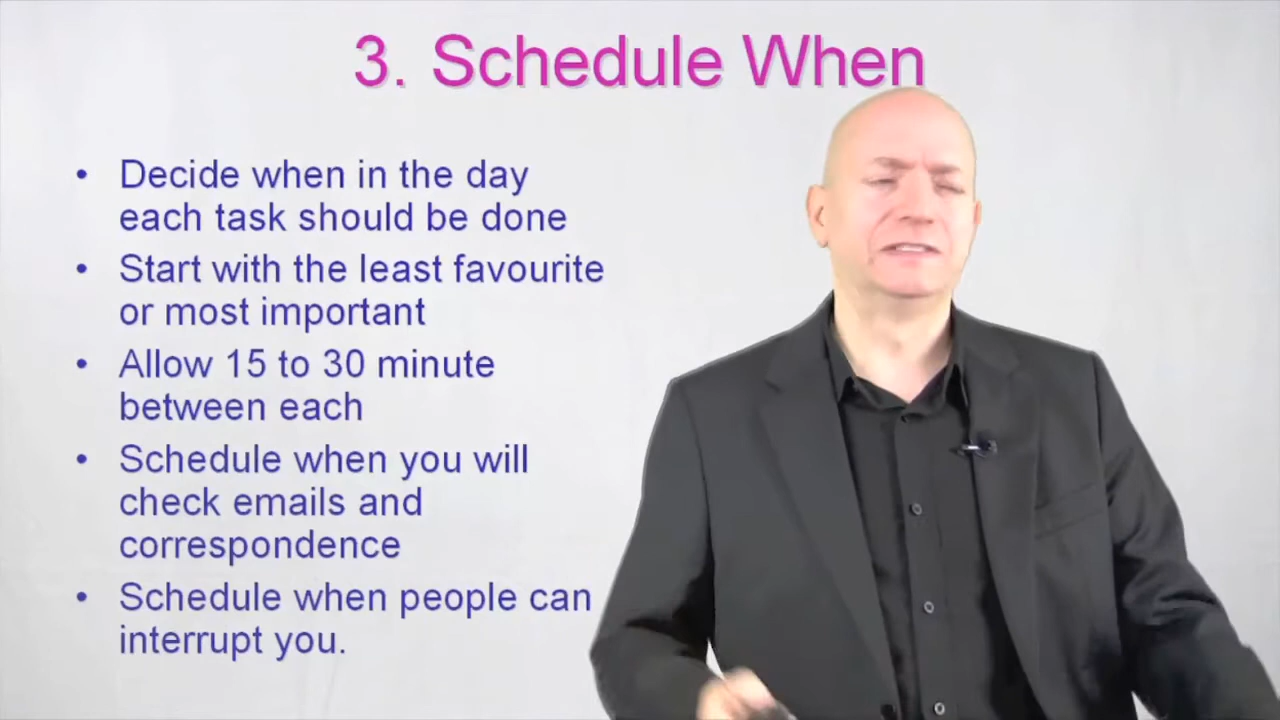 3. Schedule When
• Decide when in the day
each task should be done
• Start with the least favourite
or most important
• Allow 15 to 30 minute
between each
• Schedule when you will
check emails and
correspondence
• Schedule when people can
interrupt you.